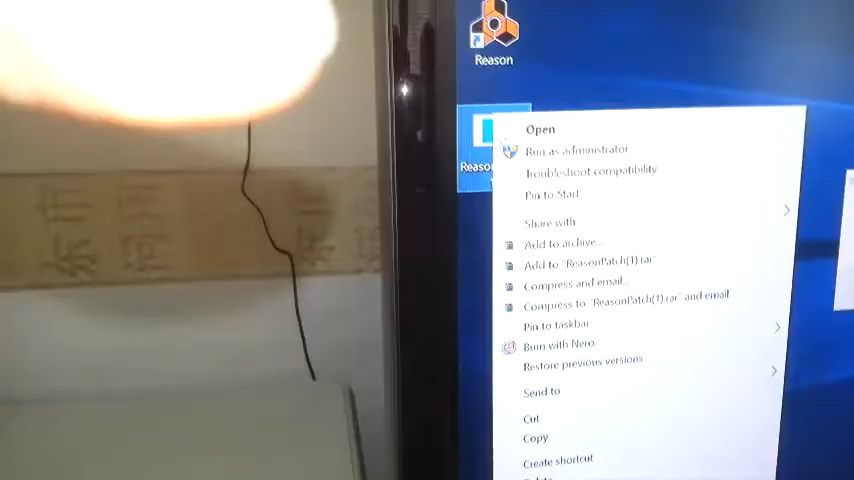 Reason
Reaso
Open
Run as administrator
Troubleshoot compatibility
Pin to Start
Share with
Add to archive...
Add to "ReasonPatch(1).rar"
Compress and email...
Compress to "ReasonPatch(1).rar" and email
Pin to taskbar
Burn with Nero
Restore previous versions
Send to
Cut
Copy
Create shortcut